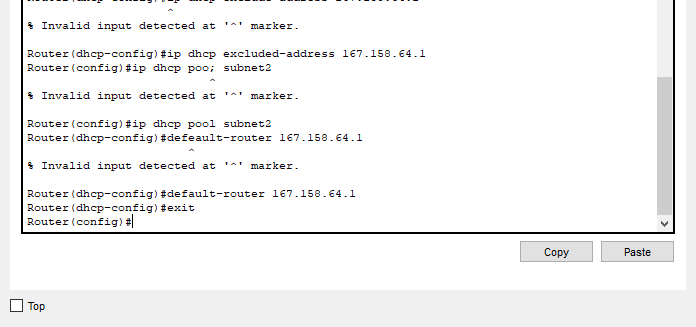 ^
% Invalid input detected at '^' marker.
Router(dhcp-config)#ip dhcp excluded-address 167.158.64.1
Router(config)#ip dhcp poo; subnet2
^
% Invalid input detected at '^' marker.
Router(config)#ip dhcp pool subnet2
Router(dhcp-config)#defeault-router 167.158.64.1
^
% Invalid input detected at '^' marker.
Router(dhcp-config)#default-router 167.158.64.1
Router(dhcp-config)#exit
Router(config)#
Copy
Paste
Top